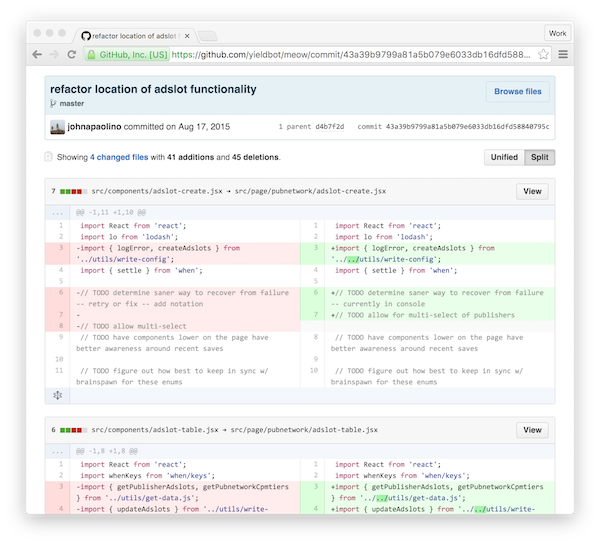 refactor location of adslot f
Work
GitHub, Inc. [US] https://github.com/yieldbot/meow/commit/43a39b9799a81a5b079e6033db16dfd588...
refactor location of adslot functionality
Browse files
master
johnapaolino committed on Aug 17, 2015
1 parent d4b7f2d commit 43a39b9799a81a5b079e6033db16dfd58840795c
Showing 4 changed files with 41 additions and 45 deletions.
Unified Split
7 src/components/adslot-create.jsx → src/page/pubnetwork/adslot-create.jsx View
... @@ -1,11 +1,10 @@
1 import React from 'react'; 1 import React from 'react';
2 import lo from 'lodash'; 2 import lo from 'lodash';
3 -import { logError, createAdslots } from 3 +import { logError, createAdslots } from
'../utils/write-config'; '../../utils/write-config';
4 import { settle } from 'when'; 4 import { settle } from 'when';
5 5
6 -// TODO determine saner way to recover from failure 6 +// TODO determine saner way to recover from failure
-- retry or fix -- add notation -- currently in console
7 - 7 +// TODO allow for multi-select of publishers
8 -// TODO allow multi-select
9 // TODO have components lower on the page have 8 // TODO have components lower on the page have
better awareness around recent saves better awareness around recent saves
10 9
11 // TODO figure out how best to keep in sync w/ 10 // TODO figure out how best to keep in sync w/
brainspawn for these enums brainspawn for these enums
6 src/components/adslot-table.jsx → src/page/pubnetwork/adslot-table.jsx View
... @@ -1,8 +1,8 @@
1 import React from 'react'; 1 import React from 'react';
2 import whenKeys from 'when/keys'; 2 import whenKeys from 'when/keys';
3 -import { getPublisherAdslots, getPubnetworkCpmtiers 3 +import { getPublisherAdslots, getPubnetworkCpmtiers
} from '../utils/get-data.js'; } from '../../utils/get-data.js';
4 -import { updateAdslots } from '../utils/write- 4 +import { updateAdslots } from '../../utils/write-